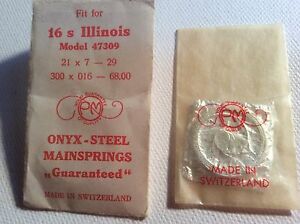 Fit for
16 s Illinois
Model 47309
21 x 7 — 29
300 x 016 — 68.00
PM
ONYX-STEEL
MAINSPRINGS
„Guaranteed"
MADE IN SWITZERLAND
PM
MADE IN
SWITZERLAND